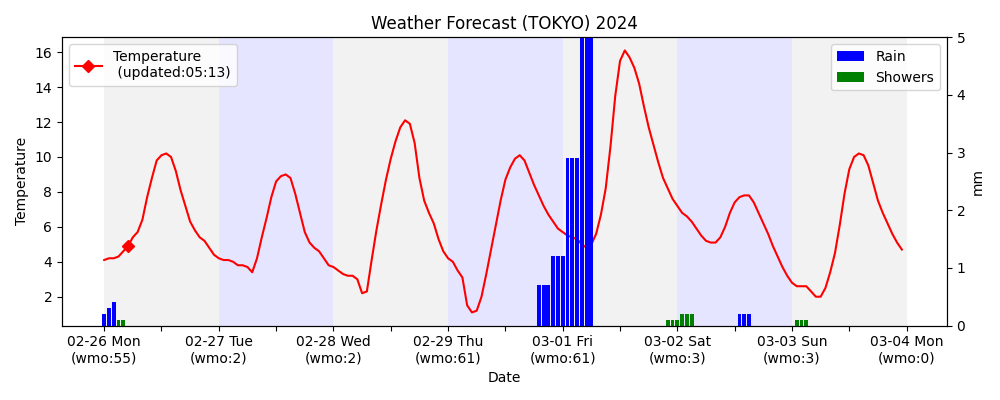 Weather Forecast (TOKYO) 2024
Temperature
(updated:05:13)
Rain
Showers
Temperature
16
14
12
10
8
6
4
2
5
4
3
2
1
0
mm
02-26 Mon
(wmo:55)
02-27 Tue
(wmo:2)
02-28 Wed
(wmo:2)
02-29 Thu
(wmo:61)
03-01 Fri
(wmo:61)
03-02 Sat
(wmo:3)
03-03 Sun
(wmo:3)
03-04 Mon
(wmo:0)
Date